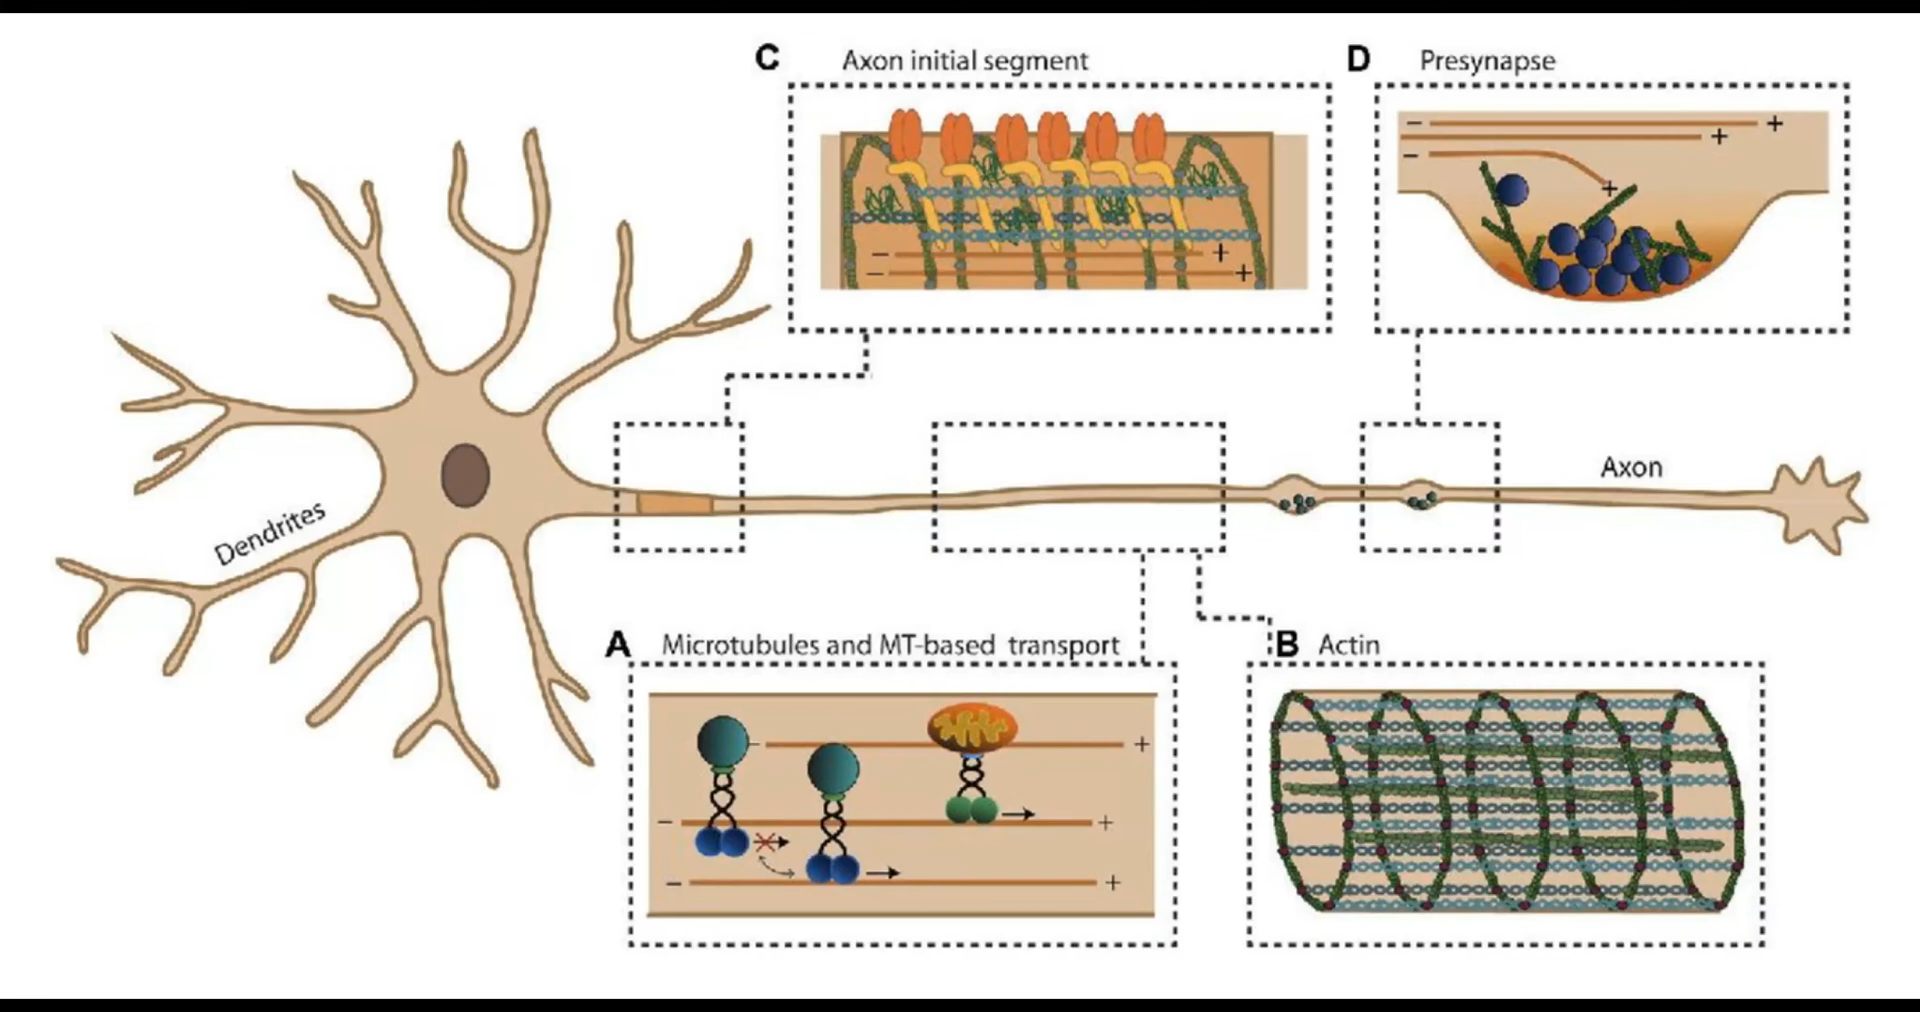 C Axon initial segment
D Presynapse
− +
− +
− +
+
− +
Axon
Dendrites
A Microtubules and MT-based transport
B Actin
− +
− +
− +